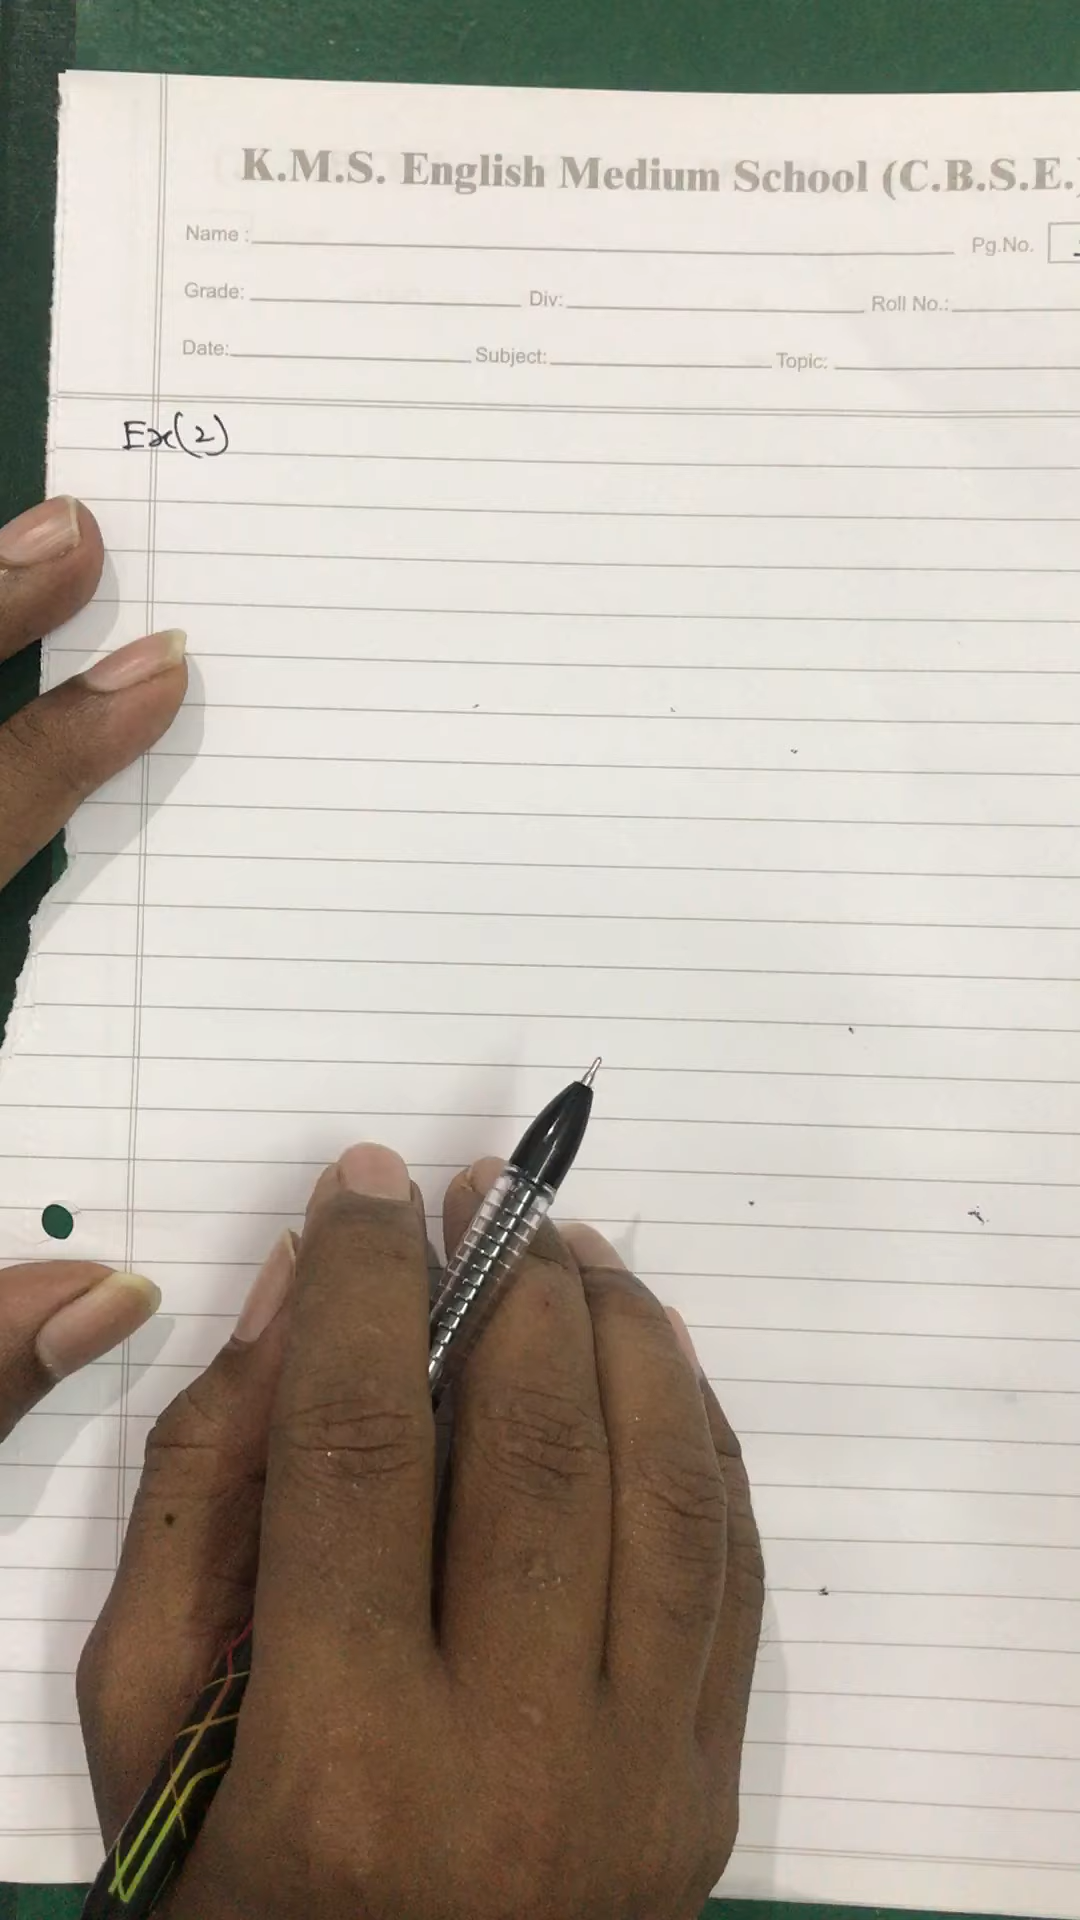 K.M.S. English Medium School (C.B.S.E.)
Name : Pg.No.
Grade: Div: Roll No.:
Date: Subject: Topic:
Ex(2)